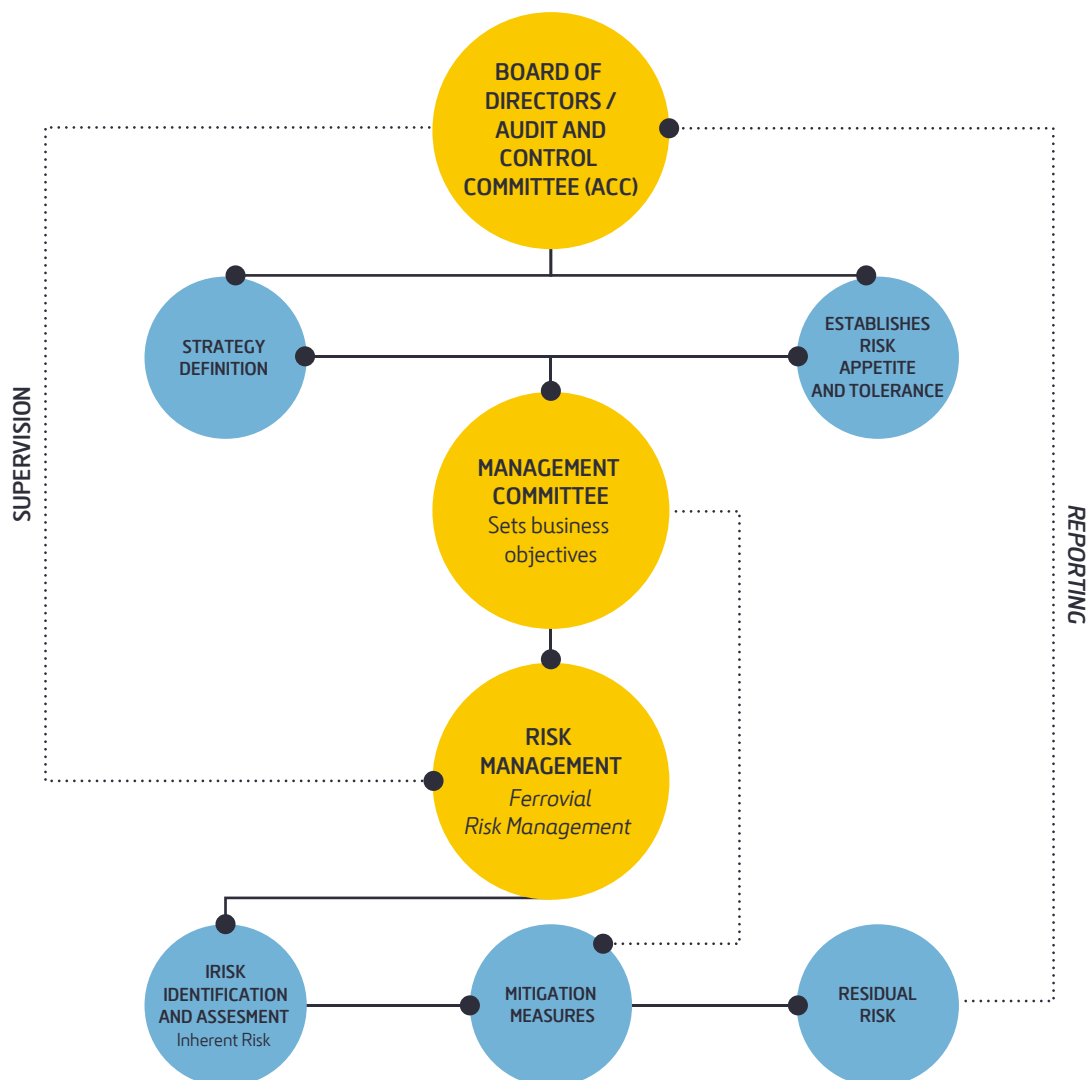 BOARD OF
DIRECTORS /
AUDIT AND
CONTROL
COMMITTEE (ACC)
STRATEGY
DEFINITION
ESTABLISHES
RISK
APPETITE
AND TOLERANCE
SUPERVISION
MANAGEMENT
COMMITTEE
Sets business
objectives
REPORTING
RISK
MANAGEMENT
Ferrovial
Risk Management
IRISK
IDENTIFICATION
AND ASSESMENT
Inherent Risk
MITIGATION
MEASURES
RESIDUAL
RISK